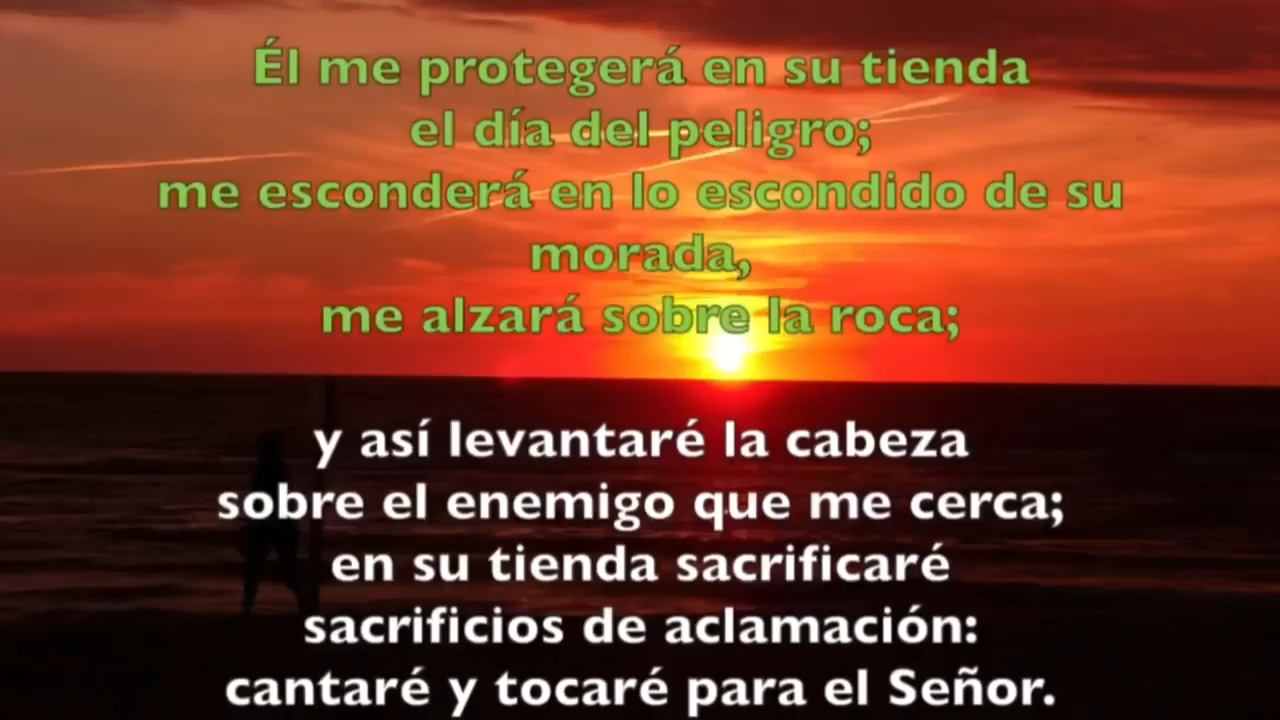 Él me protegerá en su tienda
el día del peligro;
me esconderá en lo escondido de su
morada,
me alzará sobre la roca;
y así levantaré la cabeza
sobre el enemigo que me cerca;
en su tienda sacrificaré
sacrificios de aclamación:
cantaré y tocaré para el Señor.